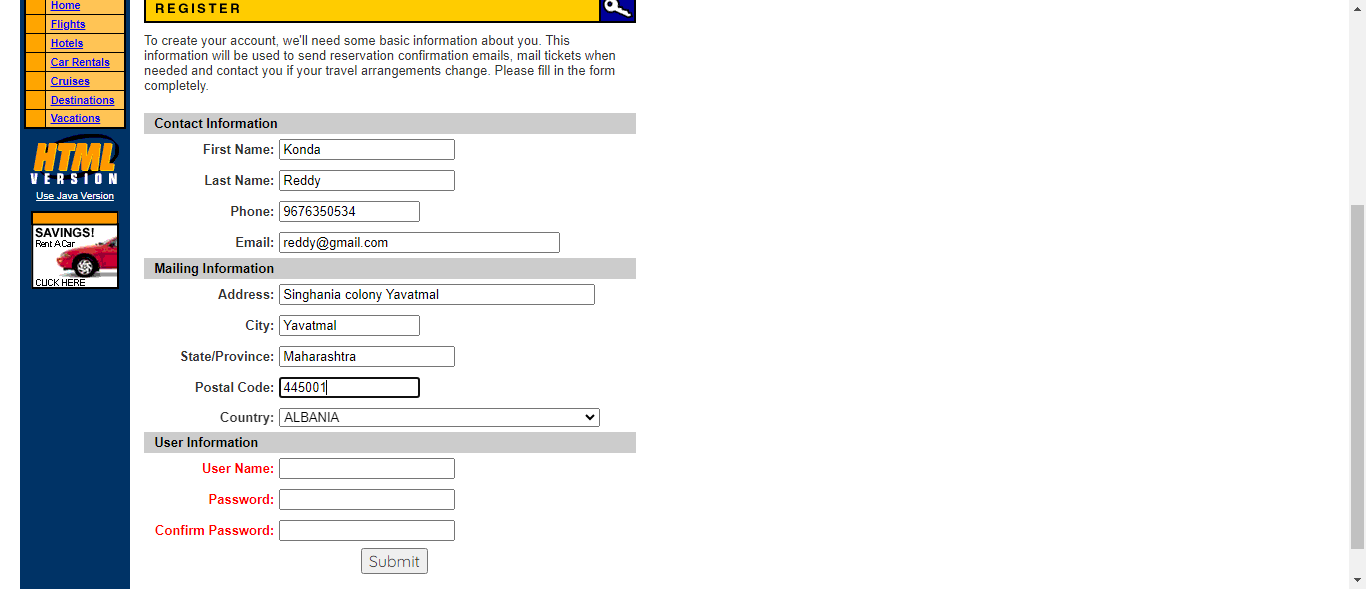 Home
Flights
Hotels
Car Rentals
Cruises
Destinations
Vacations
HTML
VERSION
Use Java Version
SAVINGS!
Rent A Car
CLICK HERE
REGISTER
To create your account, we'll need some basic information about you. This
information will be used to send reservation confirmation emails, mail tickets when
needed and contact you if your travel arrangements change. Please fill in the form
completely.
Contact Information
First Name: Konda
Last Name: Reddy
Phone: 9676350534
Email: reddy@gmail.com
Mailing Information
Address: Singhania colony Yavatmal
City: Yavatmal
State/Province: Maharashtra
Postal Code: 445001
Country: ALBANIA
User Information
User Name:
Password:
Confirm Password:
Submit